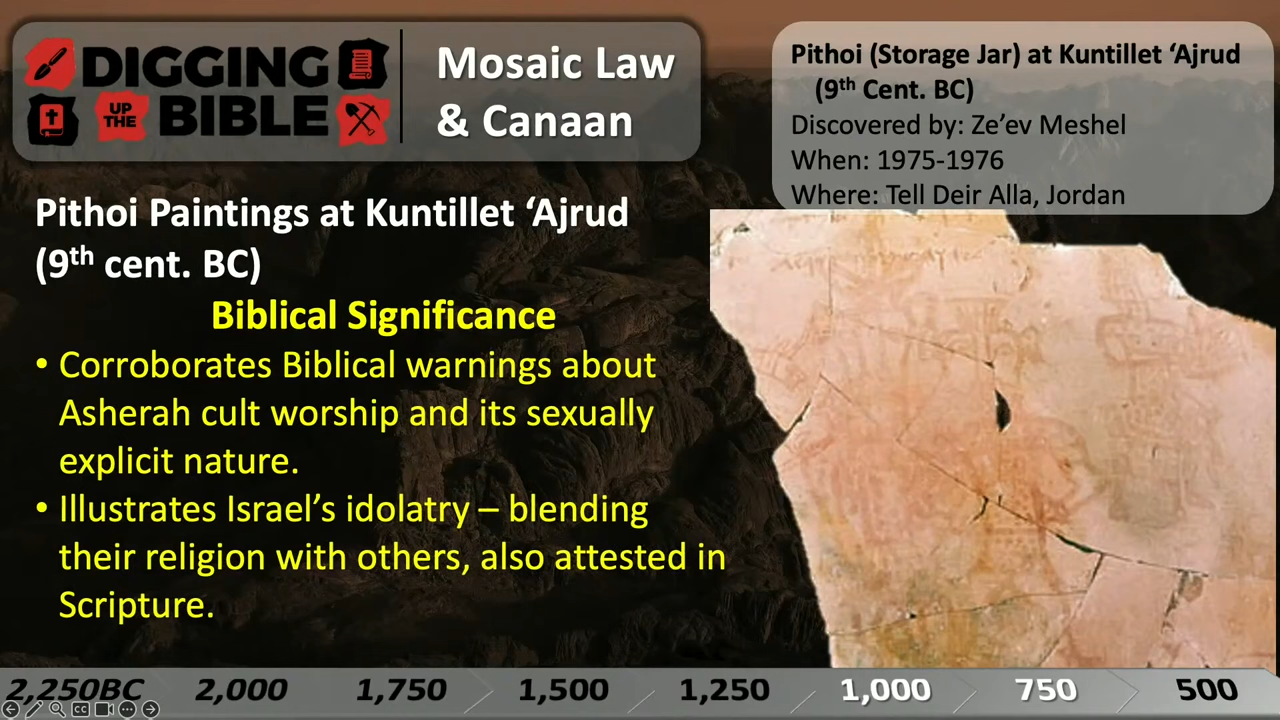 DIGGING
UP THE
BIBLE
Mosaic Law
& Canaan
Pithoi (Storage Jar) at Kuntillet ‘Ajrud
(9th Cent. BC)
Discovered by: Ze’ev Meshel
When: 1975-1976
Where: Tell Deir Alla, Jordan
Pithoi Paintings at Kuntillet ‘Ajrud
(9th cent. BC)
Biblical Significance
• Corroborates Biblical warnings about
Asherah cult worship and its sexually
explicit nature.
• Illustrates Israel’s idolatry – blending
their religion with others, also attested in
Scripture.
2,250BC 2,000 1,750 1,500 1,250 1,000 750 500
CC